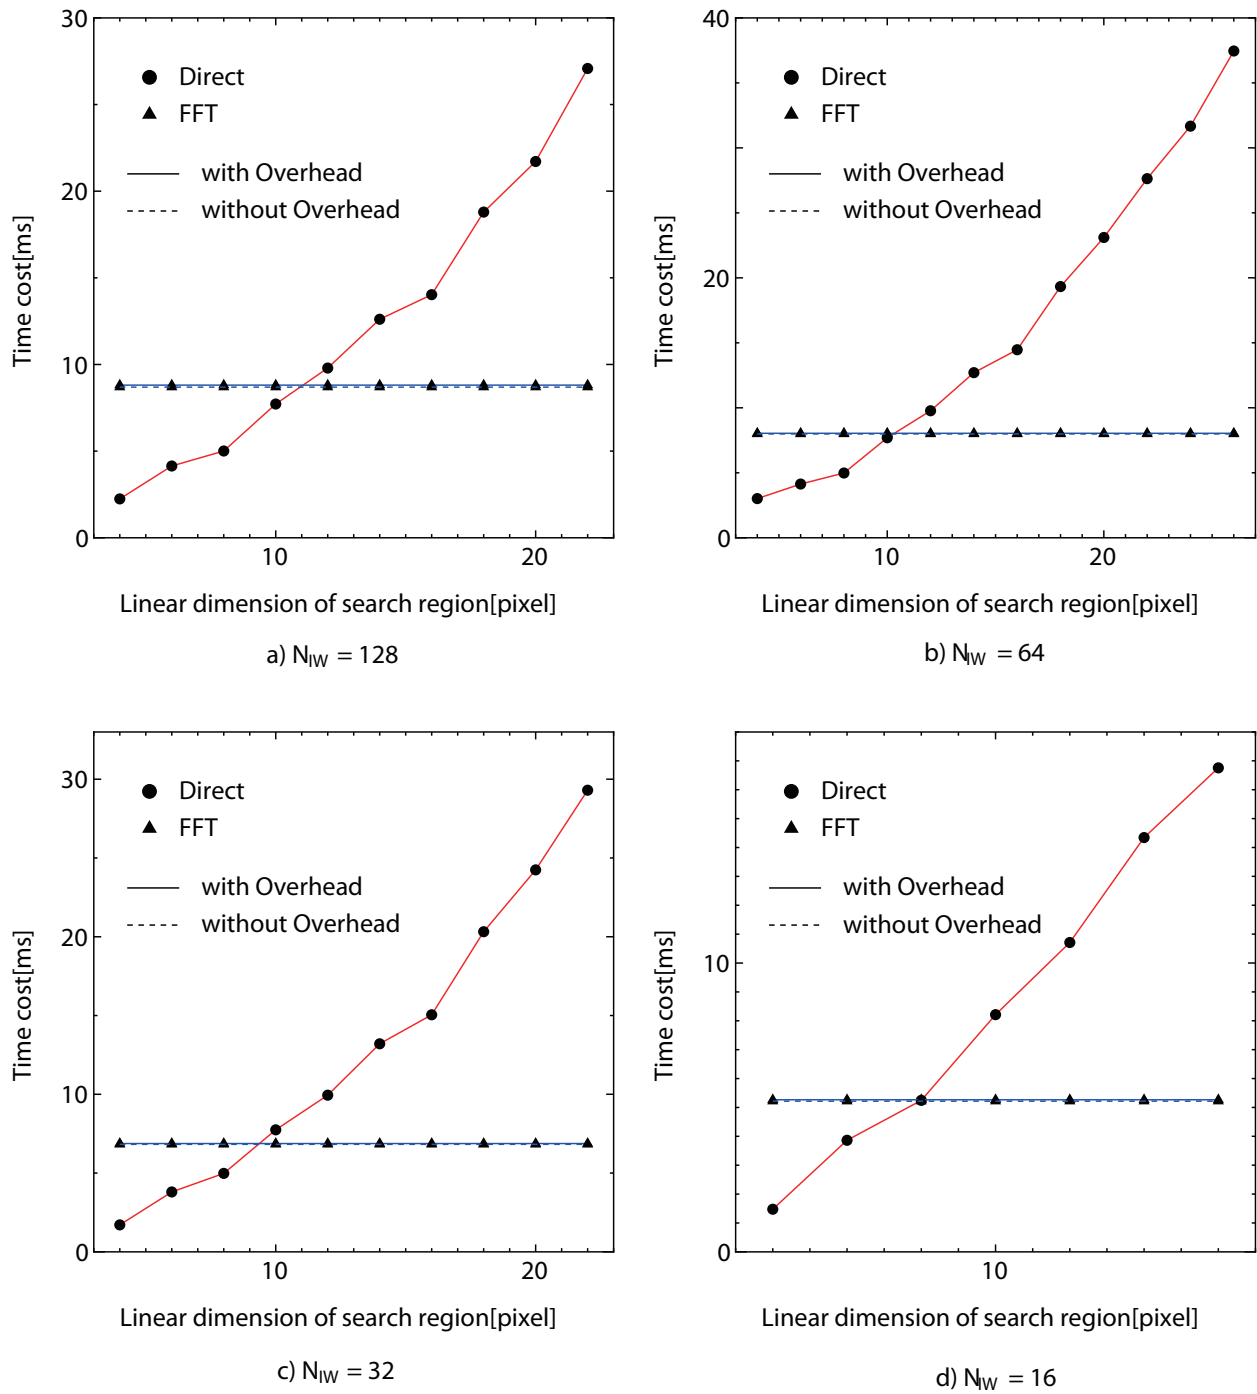 30
20
10
0
10
20
Time cost[ms]
Direct
FFT
with Overhead
without Overhead
Linear dimension of search region[pixel]
a) N_IW = 128
40
20
0
10
20
Time cost[ms]
Direct
FFT
with Overhead
without Overhead
Linear dimension of search region[pixel]
b) N_IW = 64
30
20
10
0
10
20
Time cost[ms]
Direct
FFT
with Overhead
without Overhead
Linear dimension of search region[pixel]
c) N_IW = 32
10
0
10
Time cost[ms]
Direct
FFT
with Overhead
without Overhead
Linear dimension of search region[pixel]
d) N_IW = 16